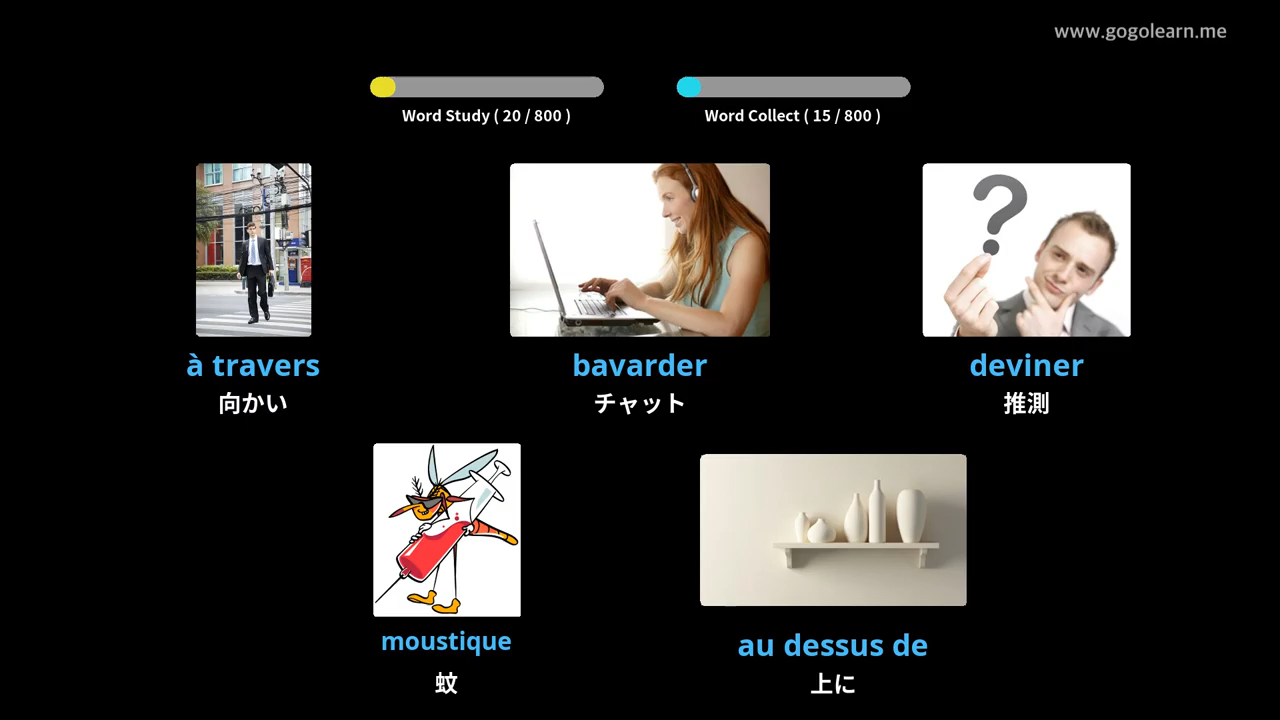 www.gogolearn.me
Word Study ( 20 / 800 )
Word Collect ( 15 / 800 )
à travers
向かい
bavarder
チャット
deviner
推測
moustique
蚊
au dessus de
上に